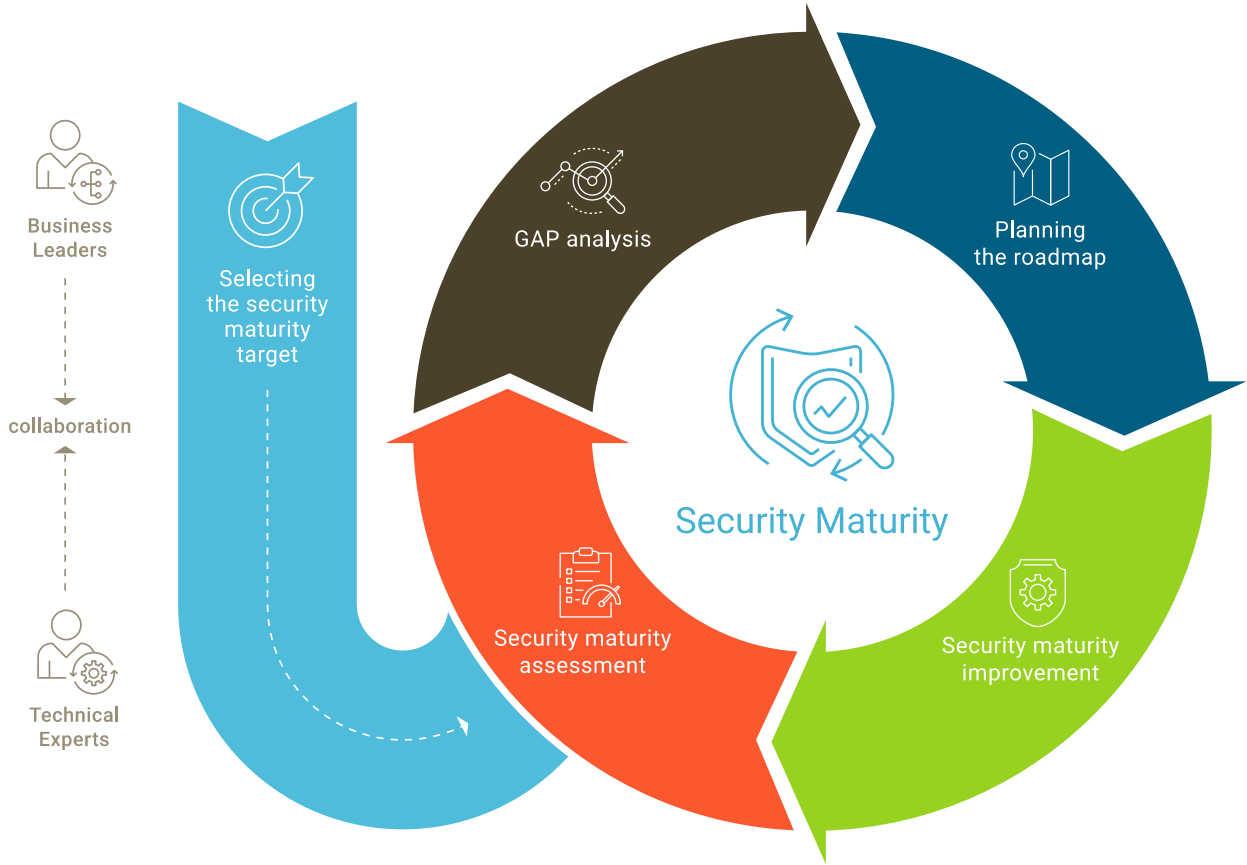 Business
Leaders
collaboration
Technical
Experts
Selecting
the security
maturity
target
GAP analysis
Planning
the roadmap
Security Maturity
Security maturity
assessment
Security maturity
improvement